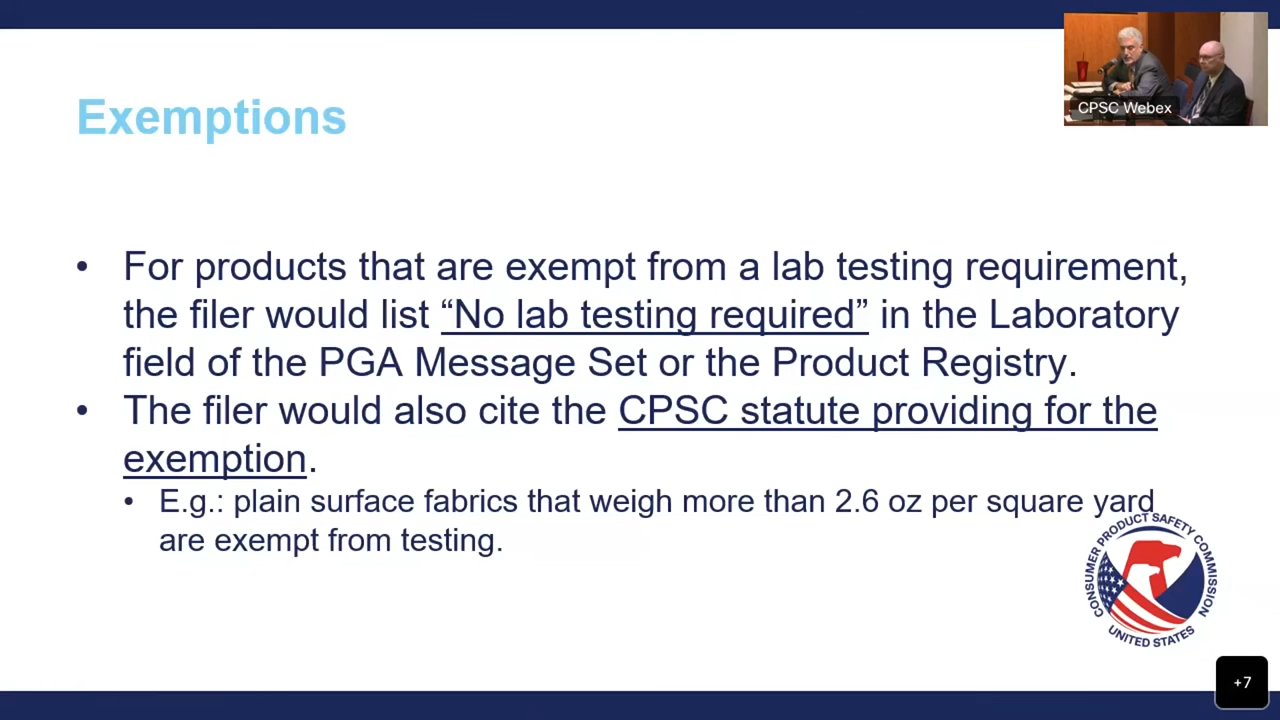 CPSC Webex
Exemptions
• For products that are exempt from a lab testing requirement,
the filer would list “No lab testing required” in the Laboratory
field of the PGA Message Set or the Product Registry.
• The filer would also cite the CPSC statute providing for the
exemption.
• E.g.: plain surface fabrics that weigh more than 2.6 oz per square yard
are exempt from testing.
CONSUMER PRODUCT SAFETY COMMISSION
UNITED STATES
+7